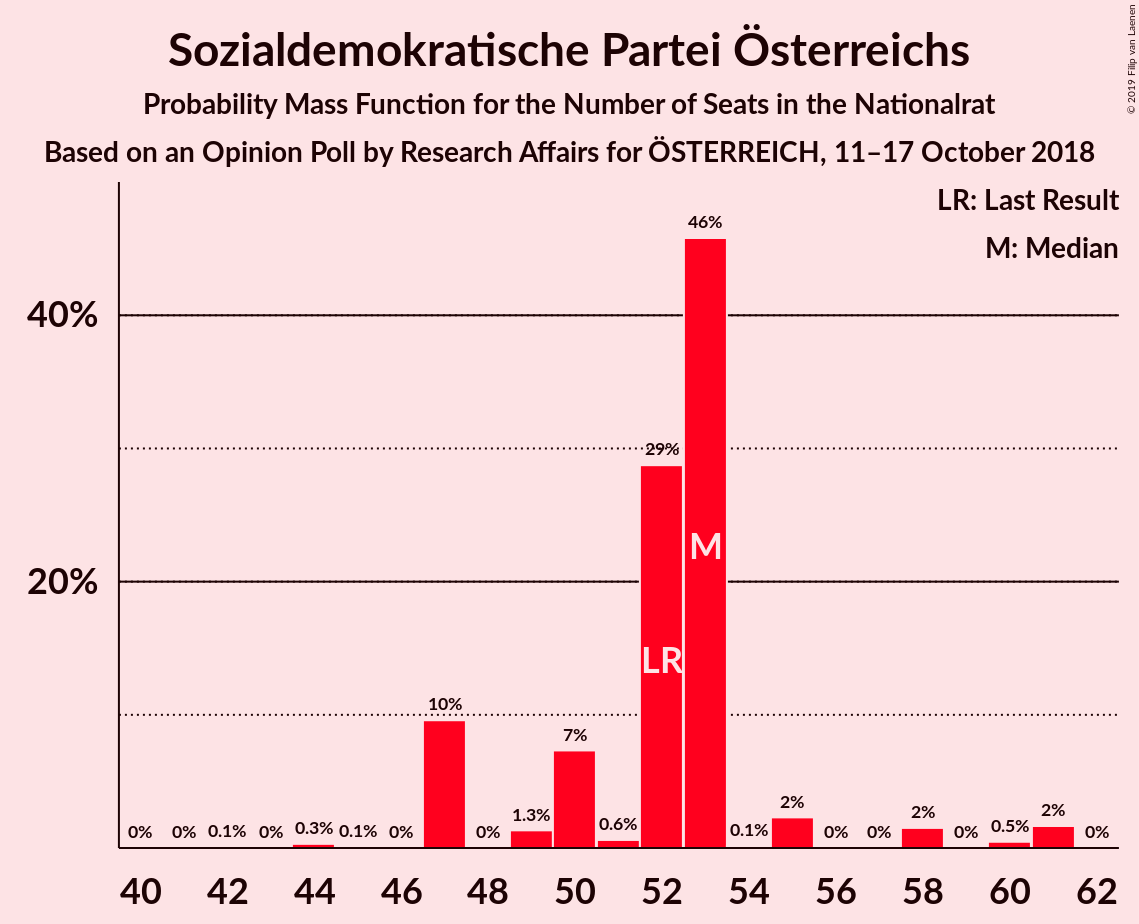 Sozialdemokratische Partei Österreichs
Probability Mass Function for the Number of Seats in the Nationalrat
Based on an Opinion Poll by Research Affairs for ÖSTERREICH, 11–17 October 2018
© 2019 Filip van Laenen
LR: Last Result
M: Median
40%
20%
0%
0%
0.1%
0%
0.3%
0.1%
0%
10%
0%
1.3%
7%
0.6%
29%
46%
0.1%
2%
0%
0%
2%
0%
0.5%
2%
0%
LR
M
40 42 44 46 48 50 52 54 56 58 60 62